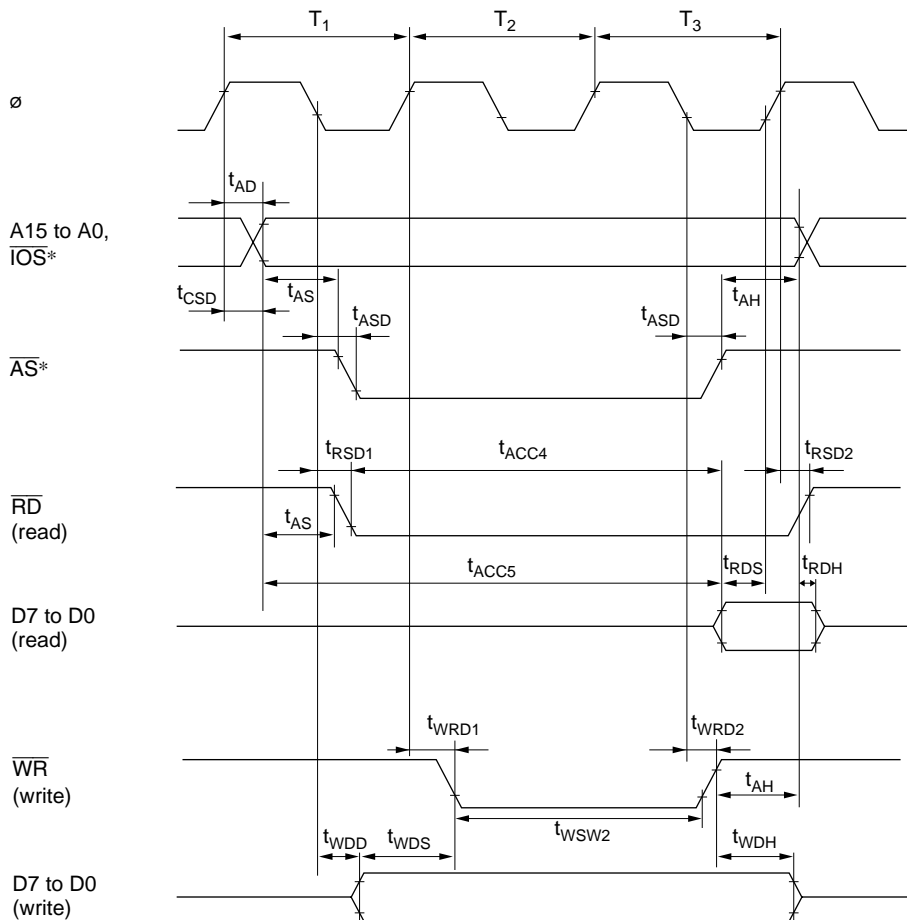 T1 T2 T3
ø
tAD
A15 to A0,
IOS*
tCSD tAS tASD tASD tAH
AS*
tRSD1 tACC4 tRSD2
RD
(read)
tAS
tACC5 tRDS tRDH
D7 to D0
(read)
tWRD1 tWRD2
WR
(write)
tAH
tWSW2
tWDD tWDS tWDH
D7 to D0
(write)